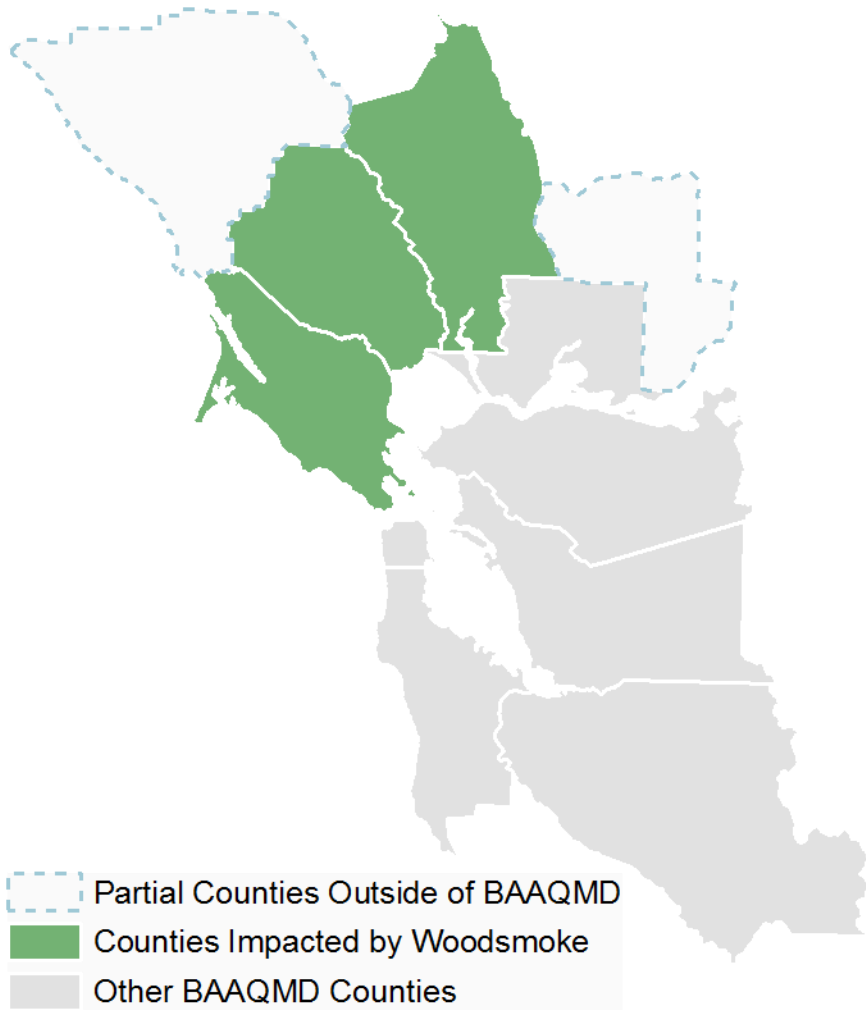 Partial Counties Outside of BAAQMD
Counties Impacted by Woodsmoke
Other BAAQMD Counties